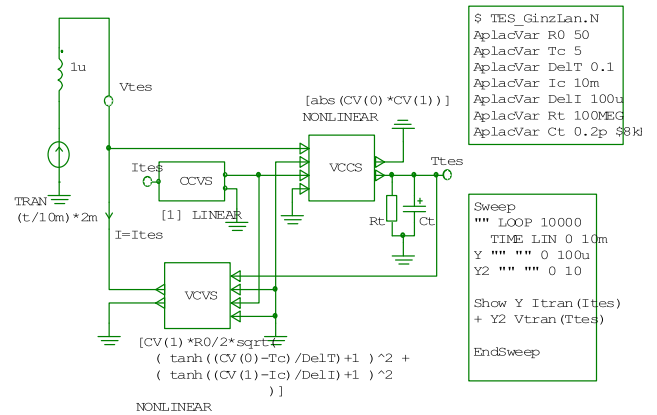 $ TES_GinzLan.N
AplacVar R0 50
AplacVar Tc 5
AplacVar DelT 0.1
AplacVar Ic 10m
AplacVar DelI 100u
AplacVar Rt 100MEG
AplacVar Ct 0.2p $8k
1u
Vtes
[abs(CV(0)*CV(1))]
NONLINEAR
VCCS
Ttes
Ites
CCVS
[1] LINEAR
TRAN
(t/10m)*2m
I=Ites
Rt
+
Ct
VCVS
[CV(1)*R0/2*sqrt(
( tanh((CV(0)-Tc)/DelT)+1 )^2 +
( tanh((CV(1)-Ic)/DelI)+1 )^2
)]
NONLINEAR
Sweep
"" LOOP 10000
TIME LIN 0 10m
Y "" "" 0 100u
Y2 "" "" 0 10
Show Y Itran(Ites)
+ Y2 Vtran(Ttes)
EndSweep